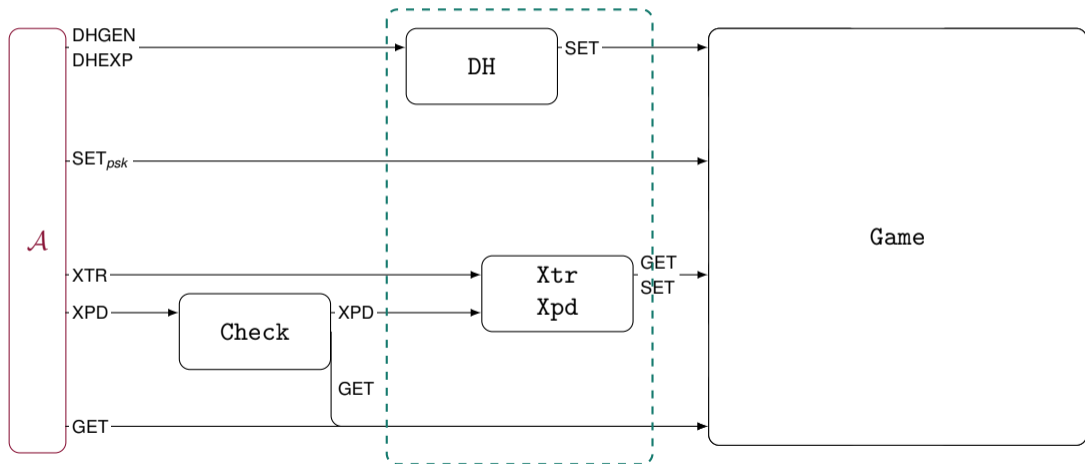 DHGEN
DHEXP
DH
SET
SET_psk
𝒜
Game
XTR
Xtr
Xpd
GET
SET
XPD
Check
XPD
GET
GET